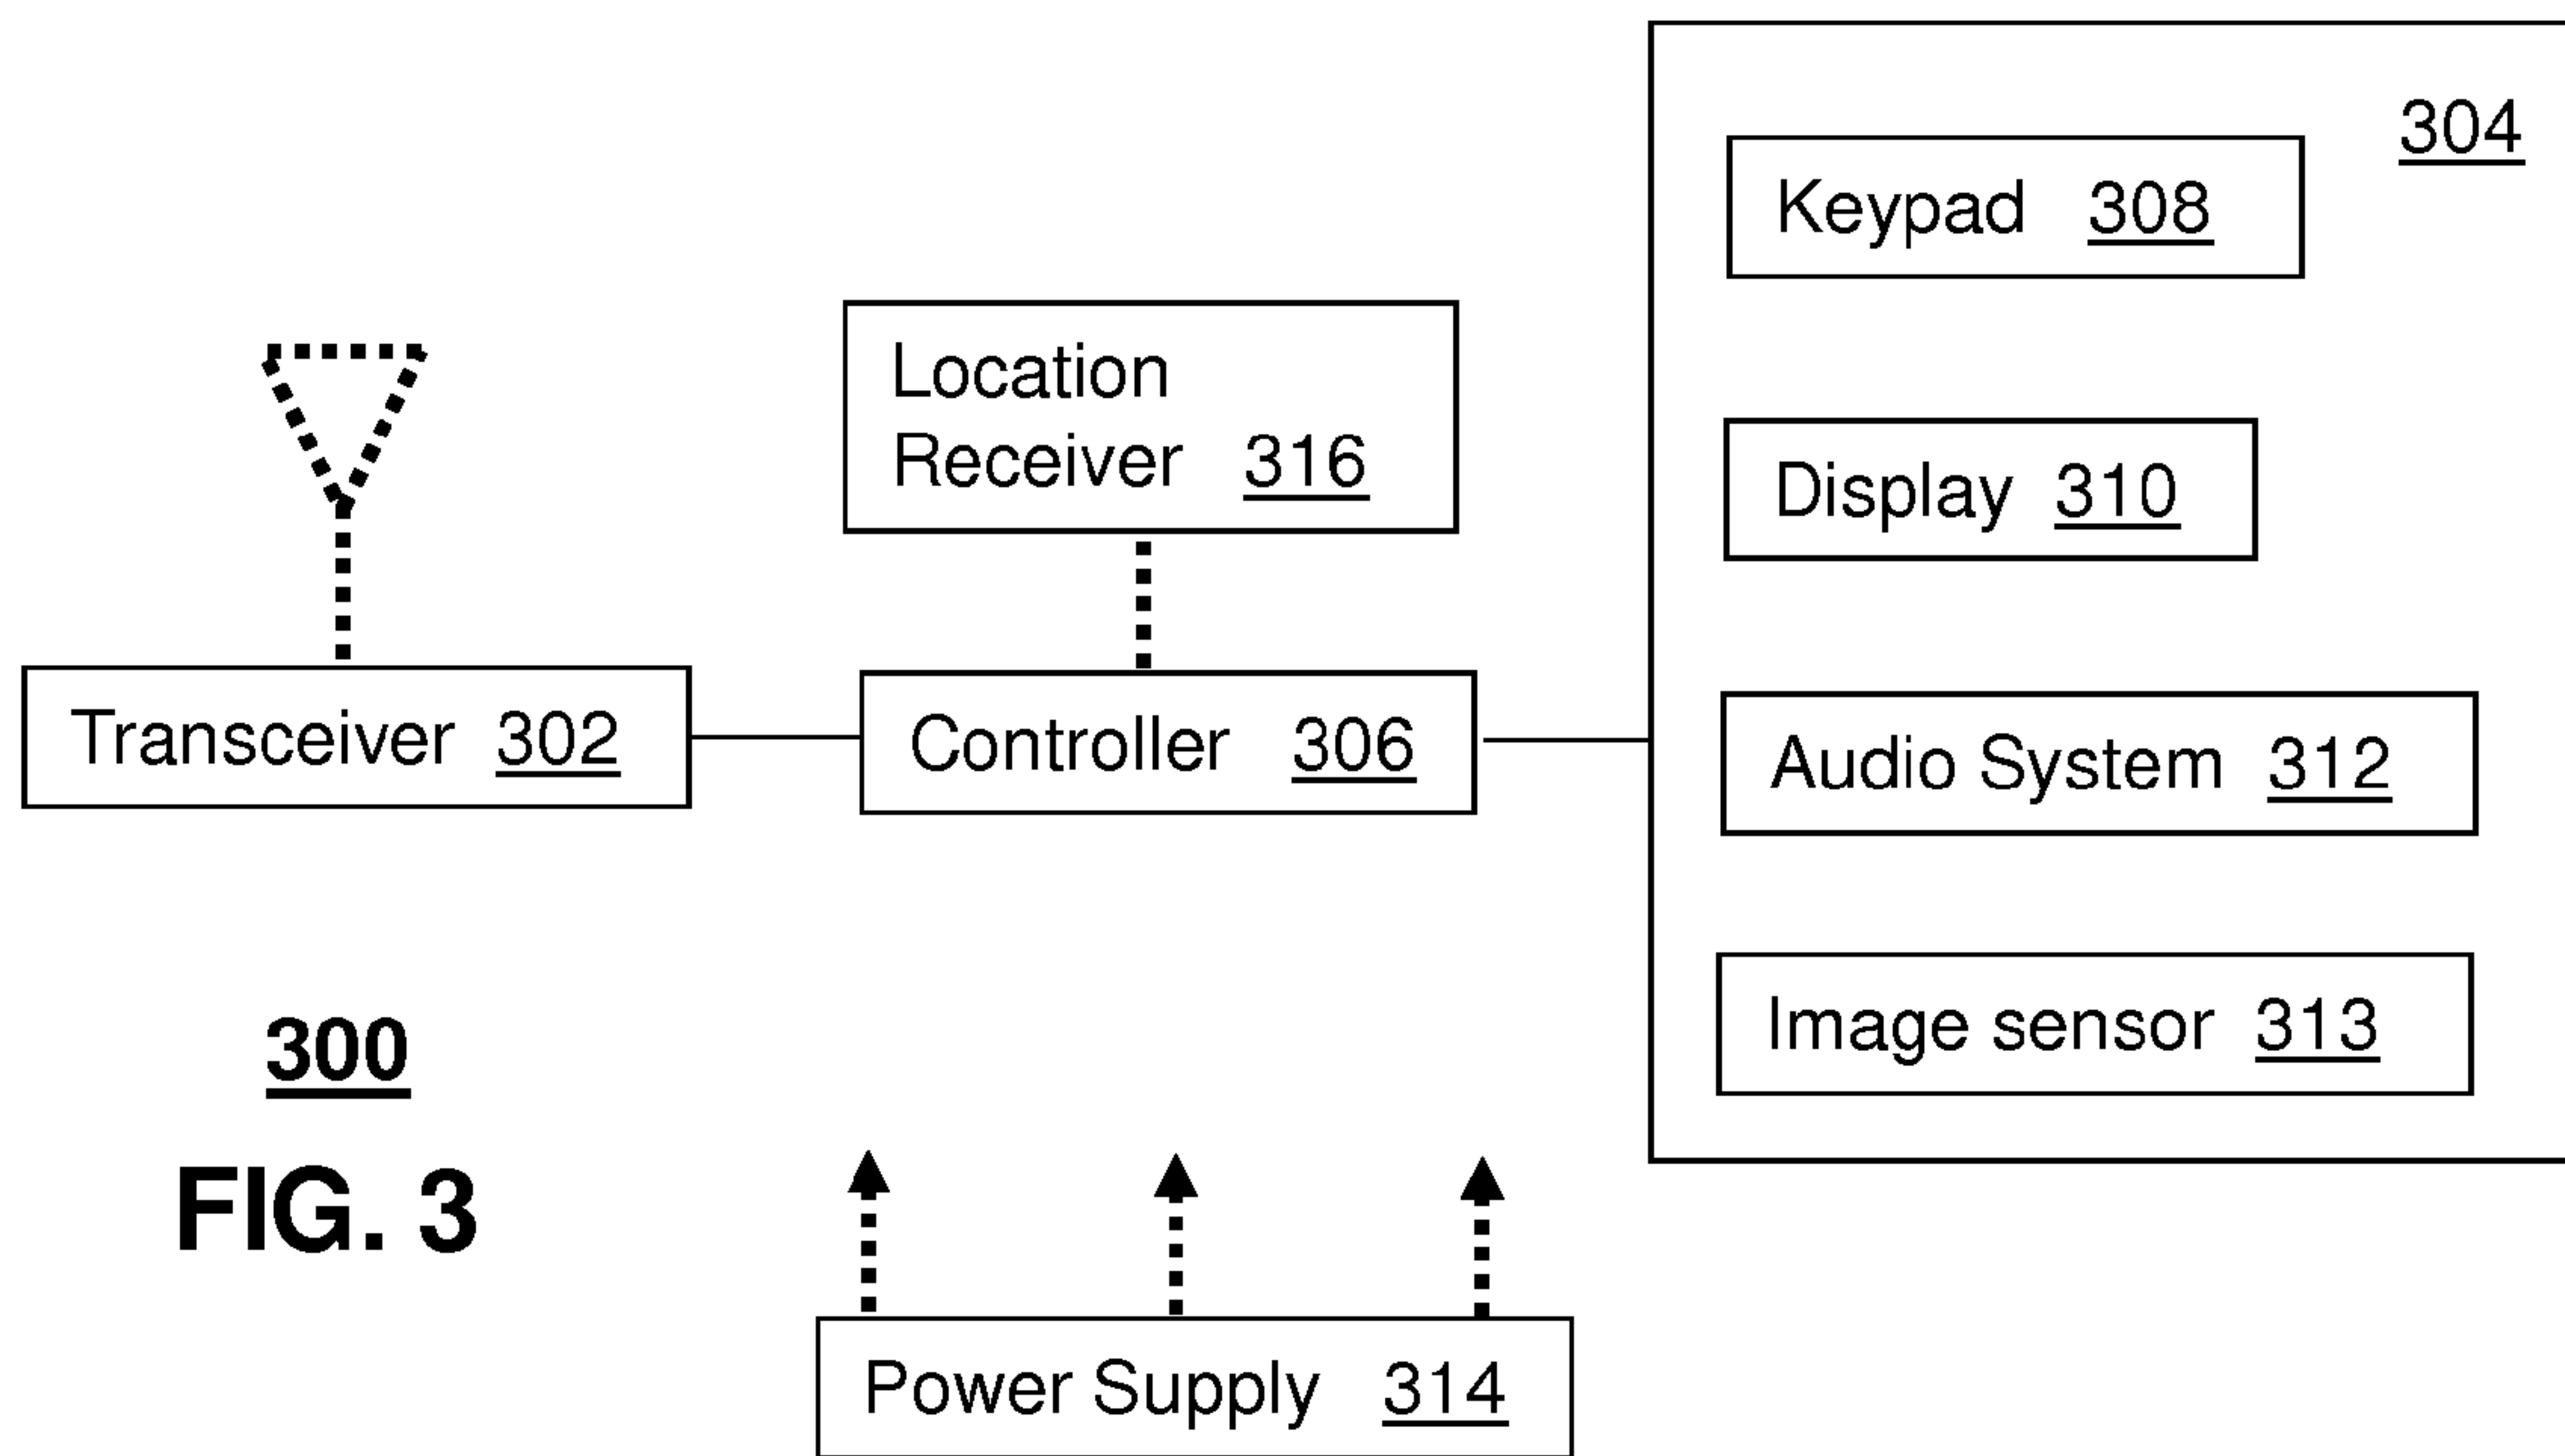 304
Keypad 308
Location
Receiver 316
Display 310
Transceiver 302
Controller 306
Audio System 312
Image sensor 313
300
FIG. 3
Power Supply 314